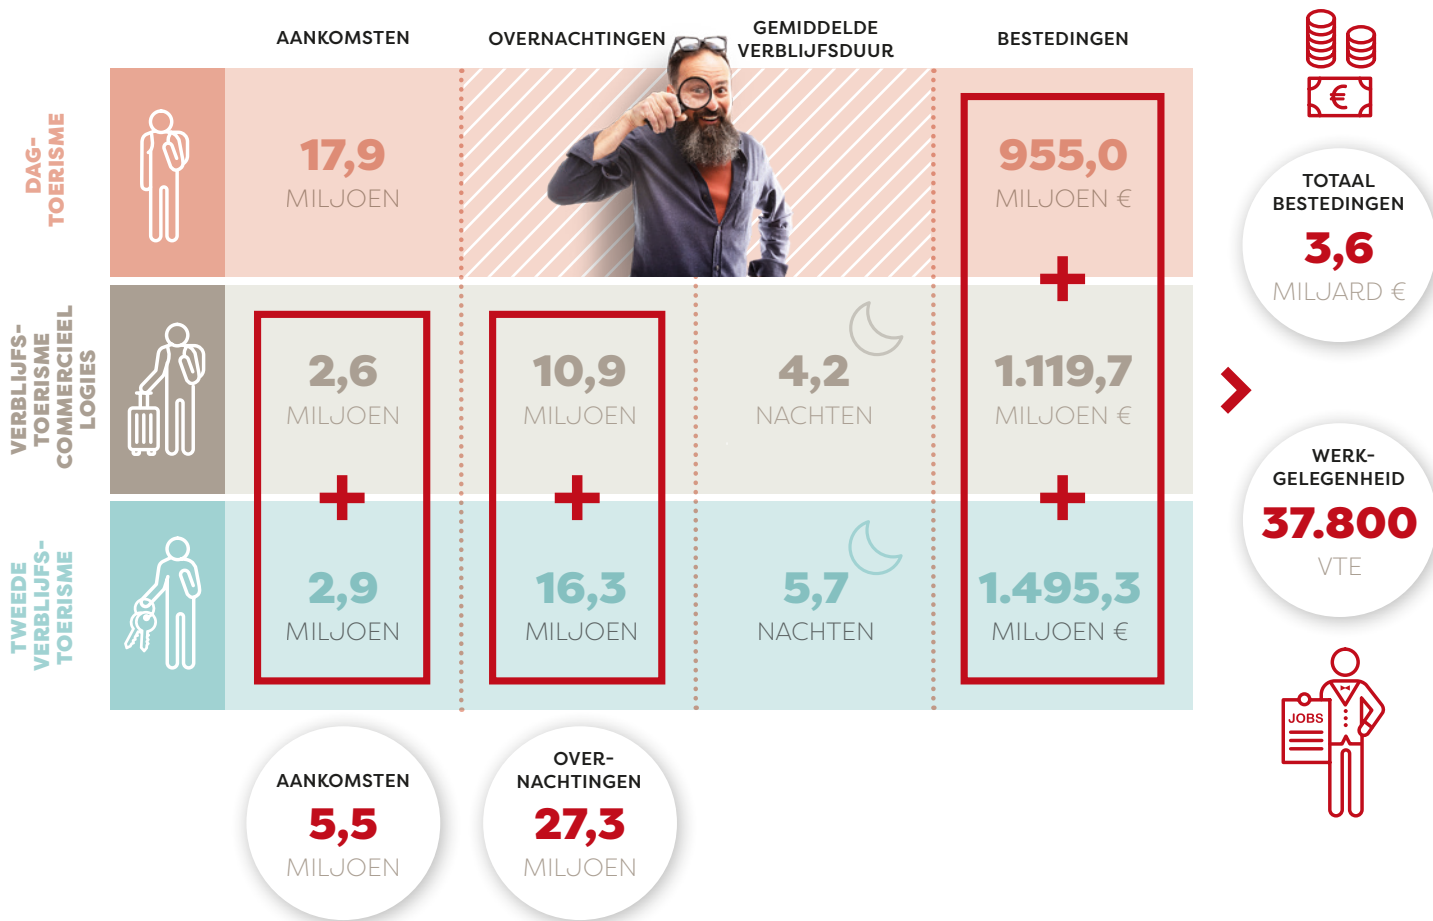 AANKOMSTEN
OVERNACHTINGEN
GEMIDDELDE
VERBLIJFSDUUR
BESTEDINGEN
DAG-
TOERISME
17,9
MILJOEN
955,0
MILJOEN €
VERBLIJFS-
TOERISME
COMMERCIEEL
LOGIES
2,6
MILJOEN
10,9
MILJOEN
4,2
NACHTEN
1.119,7
MILJOEN €
TWEEDE
VERBLIJFS-
TOERISME
2,9
MILJOEN
16,3
MILJOEN
5,7
NACHTEN
1.495,3
MILJOEN €
+
+
+
+
AANKOMSTEN
5,5
MILJOEN
OVER-
NACHTINGEN
27,3
MILJOEN
€
TOTAAL
BESTEDINGEN
3,6
MILJARD €
WERK-
GELEGENHEID
37.800
VTE
JOBS